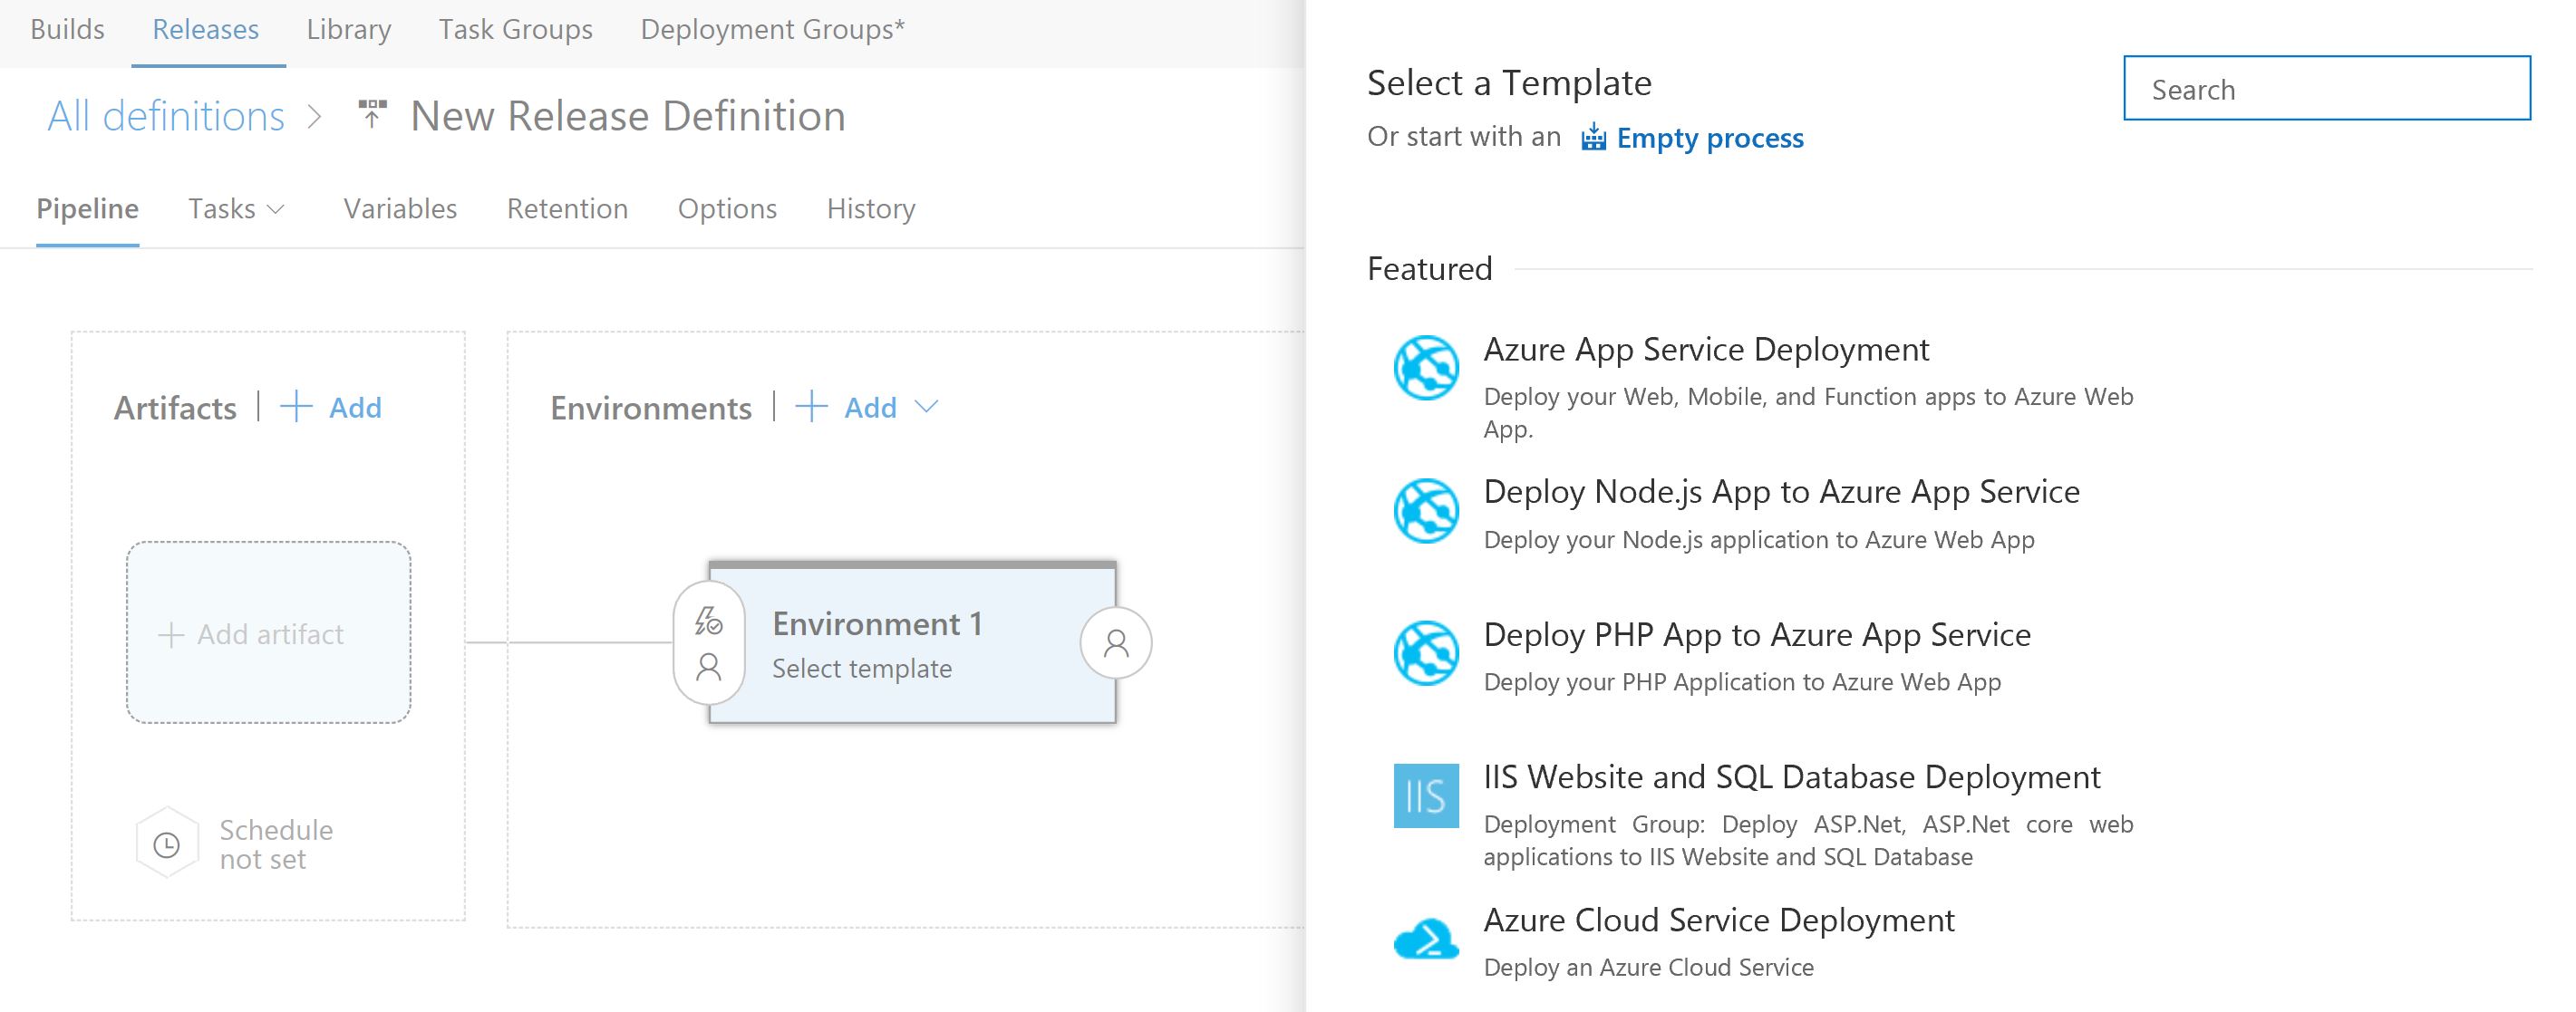 Builds Releases Library Task Groups Deployment Groups*
All definitions > New Release Definition
Pipeline Tasks Variables Retention Options History
Artifacts | + Add
+ Add artifact
Schedule
not set
Environments | + Add
Environment 1
Select template
Select a Template
Search
Or start with an Empty process
Featured
Azure App Service Deployment
Deploy your Web, Mobile, and Function apps to Azure Web
App.
Deploy Node.js App to Azure App Service
Deploy your Node.js application to Azure Web App
Deploy PHP App to Azure App Service
Deploy your PHP Application to Azure Web App
IIS
IIS Website and SQL Database Deployment
Deployment Group: Deploy ASP.Net, ASP.Net core web
applications to IIS Website and SQL Database
Azure Cloud Service Deployment
Deploy an Azure Cloud Service